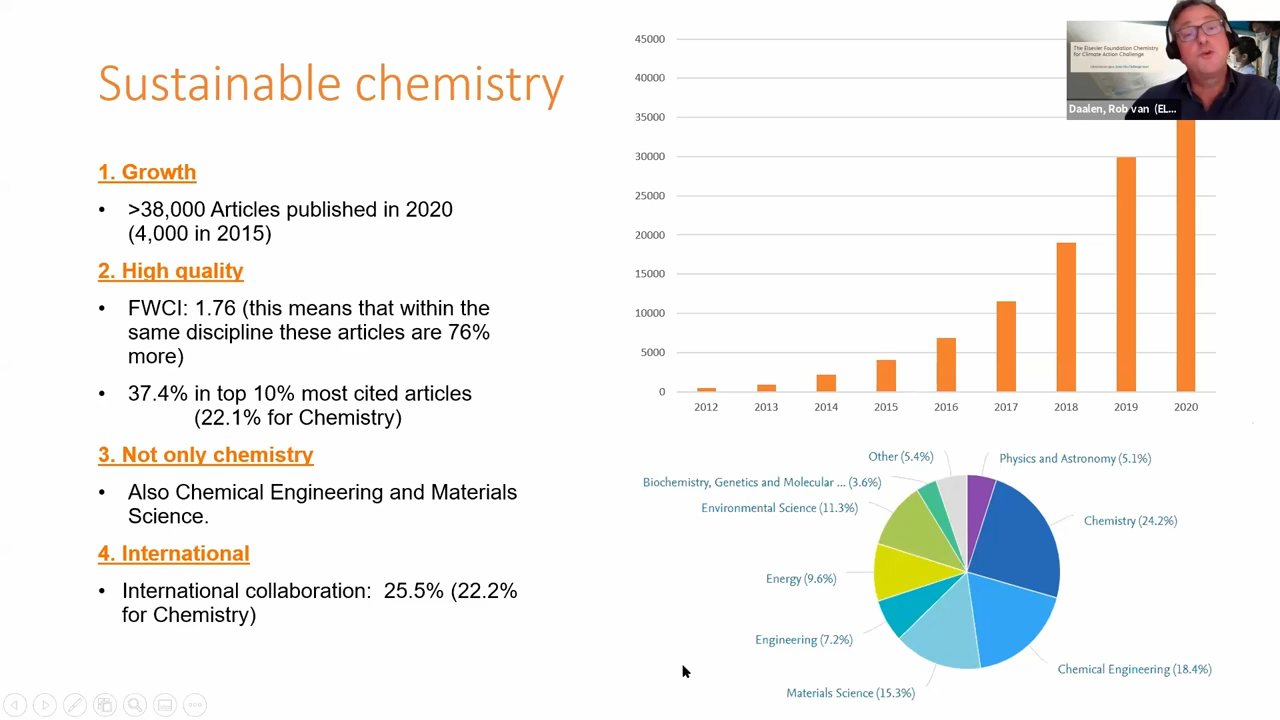 Sustainable chemistry
1. Growth
• >38,000 Articles published in 2020
(4,000 in 2015)
2. High quality
• FWCI: 1.76 (this means that within the
same discipline these articles are 76%
more)
• 37.4% in top 10% most cited articles
(22.1% for Chemistry)
3. Not only chemistry
• Also Chemical Engineering and Materials
Science.
4. International
• International collaboration: 25.5% (22.2%
for Chemistry)
45000
40000
35000
30000
25000
20000
15000
10000
5000
0
2012 2013 2014 2015 2016 2017 2018 2019 2020
The Elsevier Foundation Chemistry
for Climate Action Challenge
Daalen, Rob van (EL...
Other (5.4%)
Physics and Astronomy (5.1%)
Biochemistry, Genetics and Molecular ... (3.6%)
Environmental Science (11.3%)
Chemistry (24.2%)
Energy (9.6%)
Engineering (7.2%)
Chemical Engineering (18.4%)
Materials Science (15.3%)